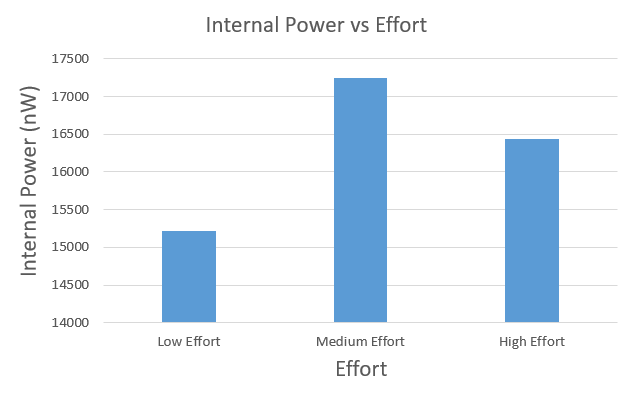 Internal Power vs Effort
Internal Power (nW)
17500
17000
16500
16000
15500
15000
14500
14000
Low Effort
Medium Effort
High Effort
Effort